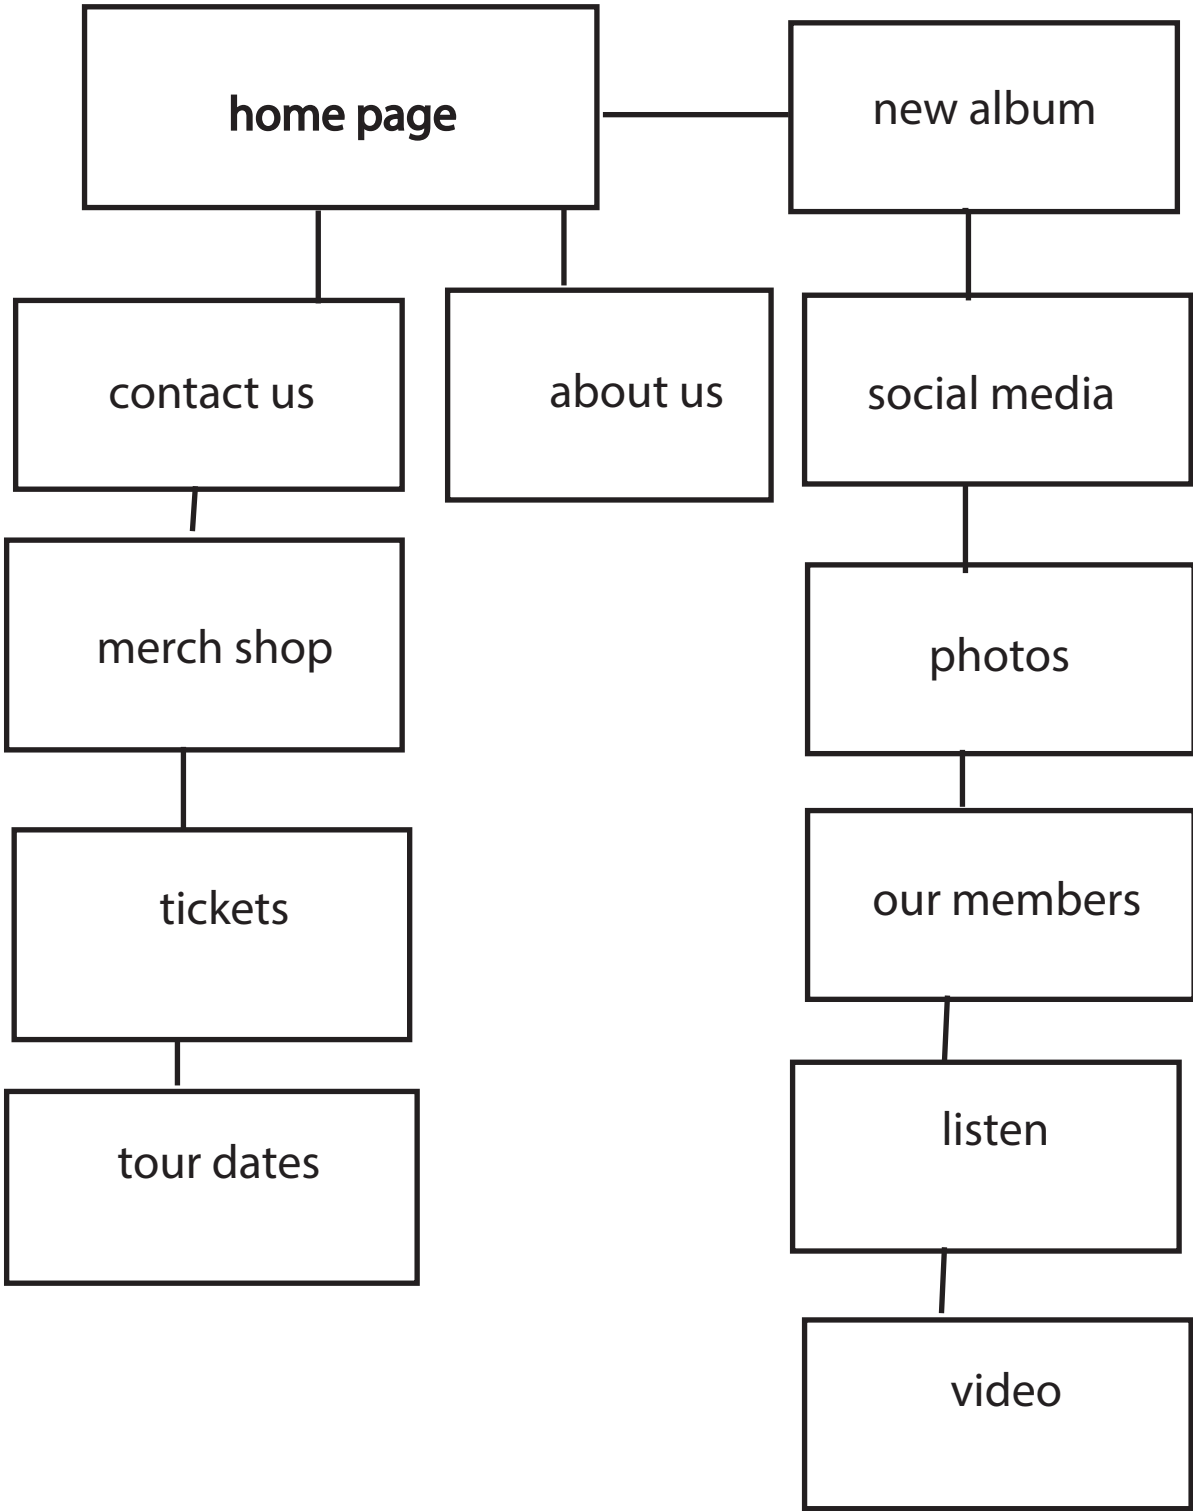 home page
new album
contact us
about us
social media
merch shop
photos
tickets
our members
tour dates
listen
video